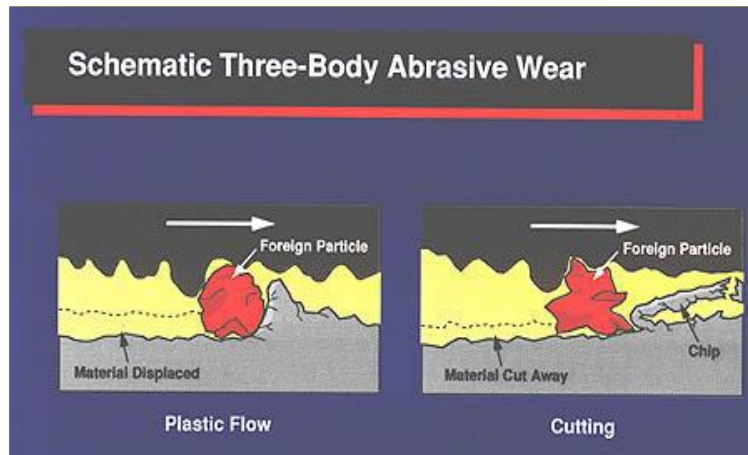 Schematic Three-Body Abrasive Wear
Foreign Particle
Material Displaced
Plastic Flow
Foreign Particle
Chip
Material Cut Away
Cutting